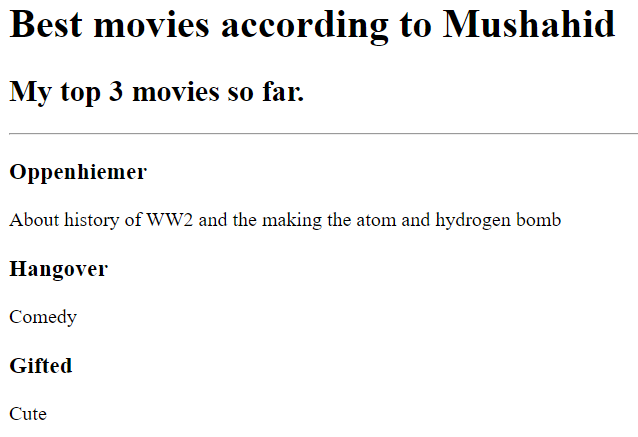 Best movies according to Mushahid
My top 3 movies so far.
Oppenhiemer
About history of WW2 and the making the atom and hydrogen bomb
Hangover
Comedy
Gifted
Cute